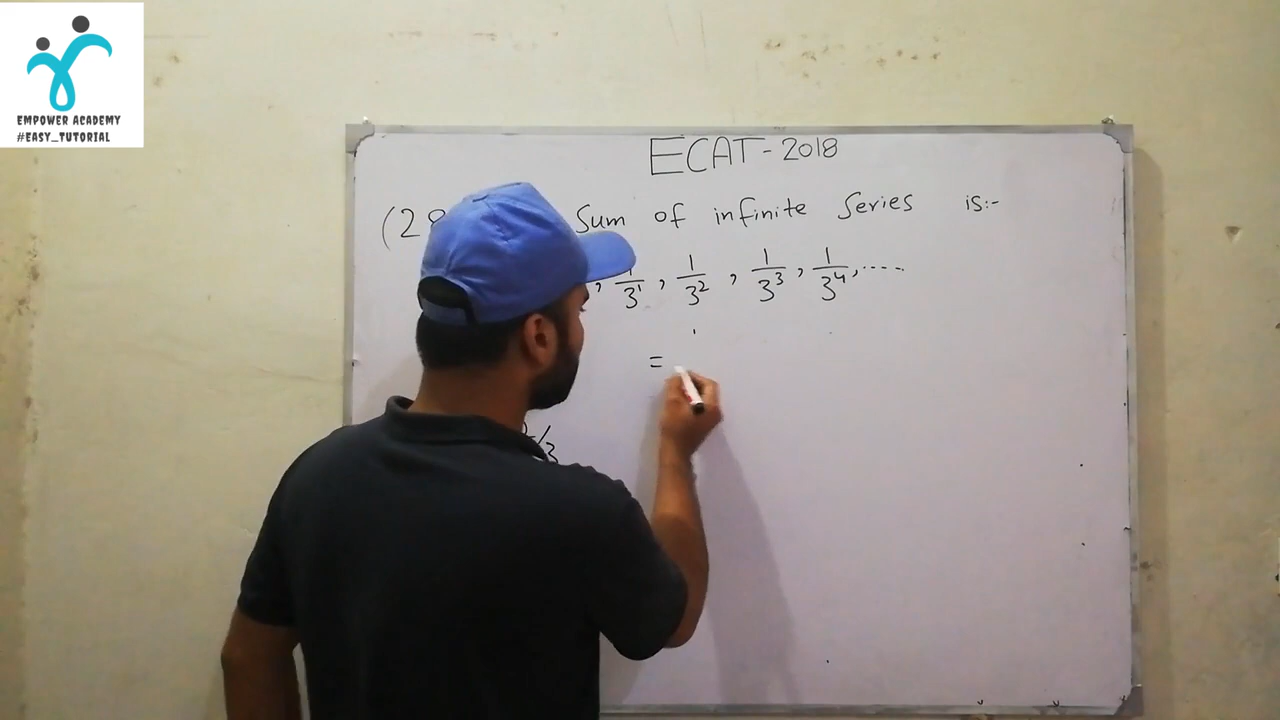 EMPOWER ACADEMY
#EASY_TUTORIAL
ECAT-2018
(28 Sum of infinite Series is:-
, 1/3¹, 1/3², 1/3³, 1/3⁴, .....
=
/3